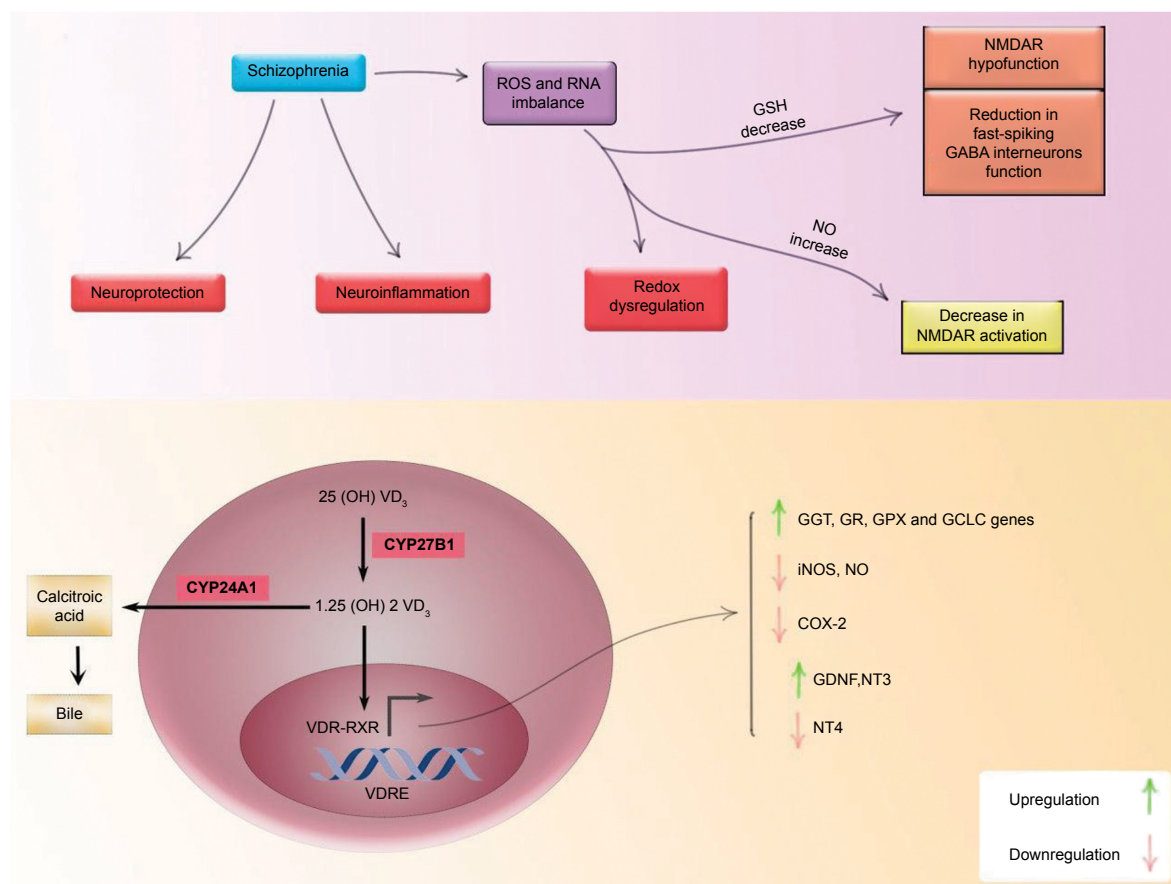 Schizophrenia
ROS and RNA
imbalance
GSH
decrease
NMDAR
hypofunction
Reduction in
fast-spiking
GABA interneurons
function
NO
increase
Neuroprotection
Neuroinflammation
Redox
dysregulation
Decrease in
NMDAR activation
25 (OH) VD₃
CYP27B1
CYP24A1
1.25 (OH) 2 VD₃
Calcitroic
acid
Bile
VDR-RXR
VDRE
GGT, GR, GPX and GCLC genes
iNOS, NO
COX-2
GDNF,NT3
NT4
Upregulation
Downregulation